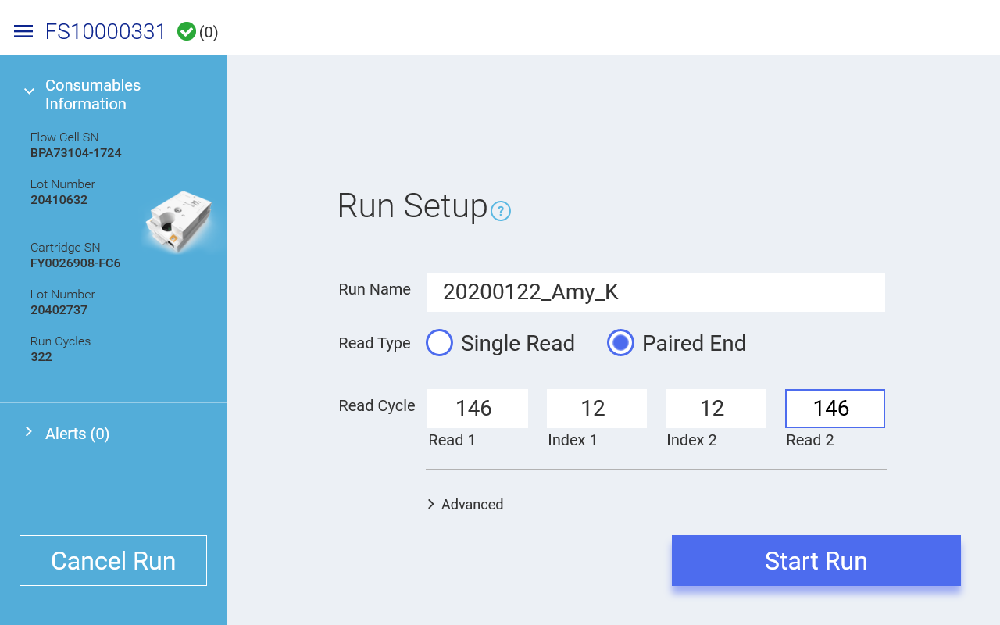 FS10000331 (0)
Consumables
Information
Flow Cell SN
BPA73104-1724
Lot Number
20410632
Cartridge SN
FY0026908-FC6
Lot Number
20402737
Run Cycles
322
Alerts (0)
Cancel Run
Run Setup ?
Run Name 20200122_Amy_K
Read Type Single Read Paired End
Read Cycle 146 12 12 146
Read 1 Index 1 Index 2 Read 2
Advanced
Start Run